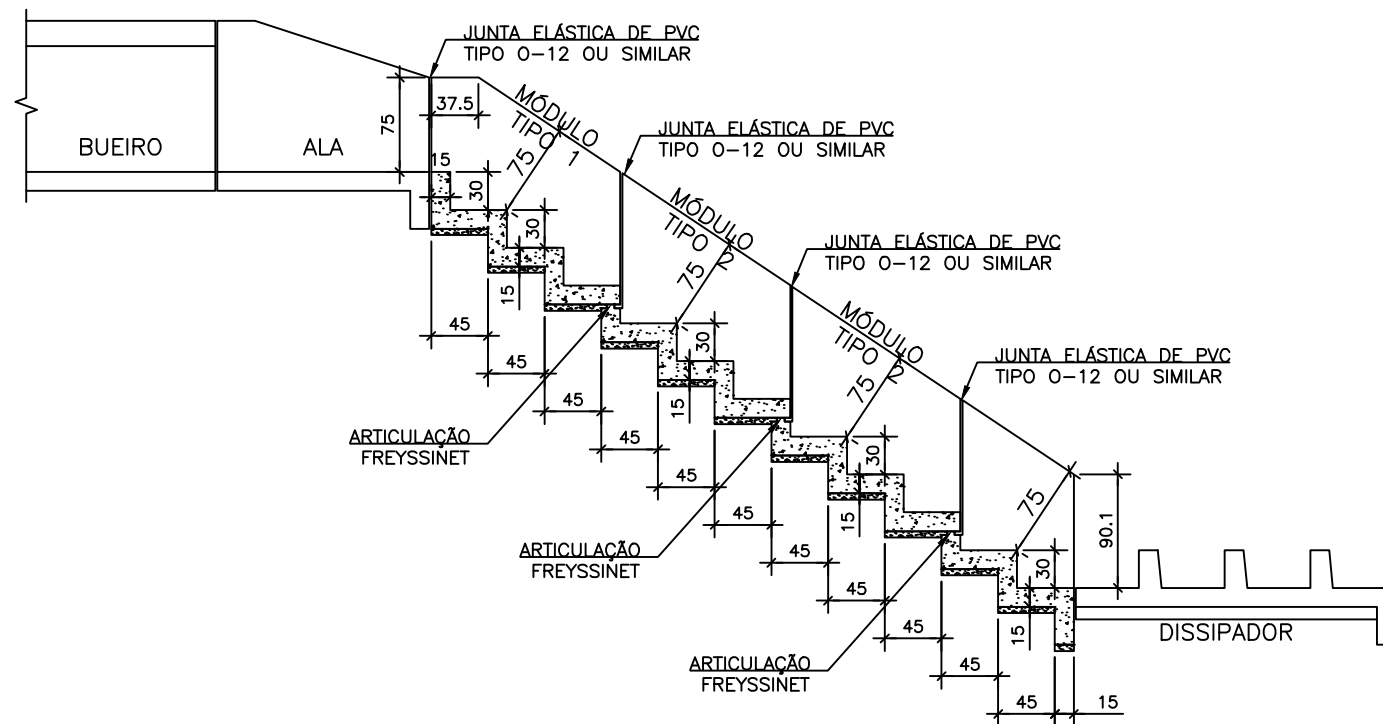 JUNTA ELÁSTICA DE PVC
TIPO O-12 OU SIMILAR
37.5
75
MÓDULO
TIPO 1
BUEIRO
ALA
JUNTA ELÁSTICA DE PVC
TIPO O-12 OU SIMILAR
15
30
75
30
MÓDULO
TIPO 2
JUNTA ELÁSTICA DE PVC
TIPO O-12 OU SIMILAR
15
75
45
30
MÓDULO
TIPO 2
45
JUNTA ELÁSTICA DE PVC
TIPO O-12 OU SIMILAR
15
75
45
ARTICULAÇÃO
FREYSSINET
45
30
45
75
15
90.1
45
ARTICULAÇÃO
FREYSSINET
45
30
45
15
DISSIPADOR
45
ARTICULAÇÃO
FREYSSINET
45
45
15